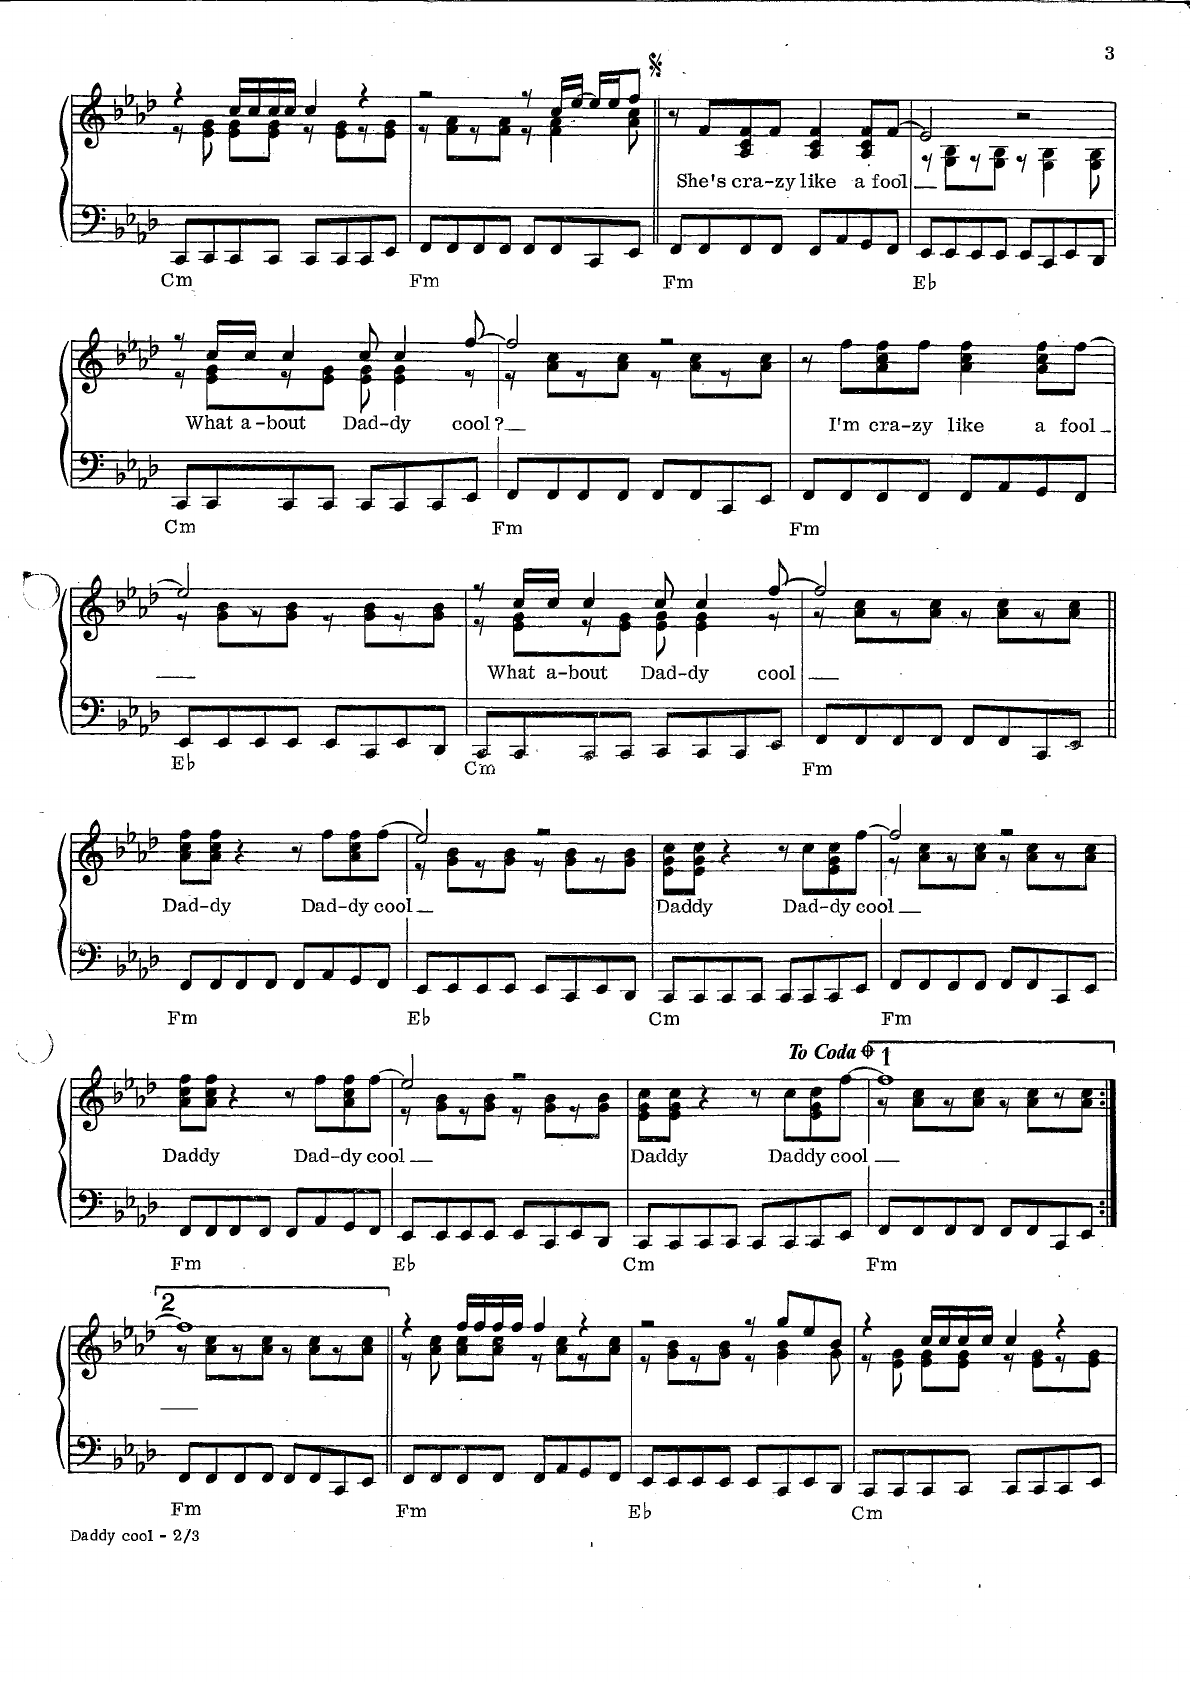 3
She's cra-zy like a fool
Cm Fm Fm E♭
What a-bout Dad-dy cool?
I'm cra-zy like a fool
Cm Fm Fm
What a-bout Dad-dy cool
E♭ Cm Fm
Dad-dy Dad-dy cool Daddy Dad-dy cool
Fm E♭ Cm Fm
To Coda 1
Daddy Dad-dy cool Daddy Daddy cool
Fm E♭ Cm Fm
2
Fm Fm E♭ Cm
Daddy cool - 2/3